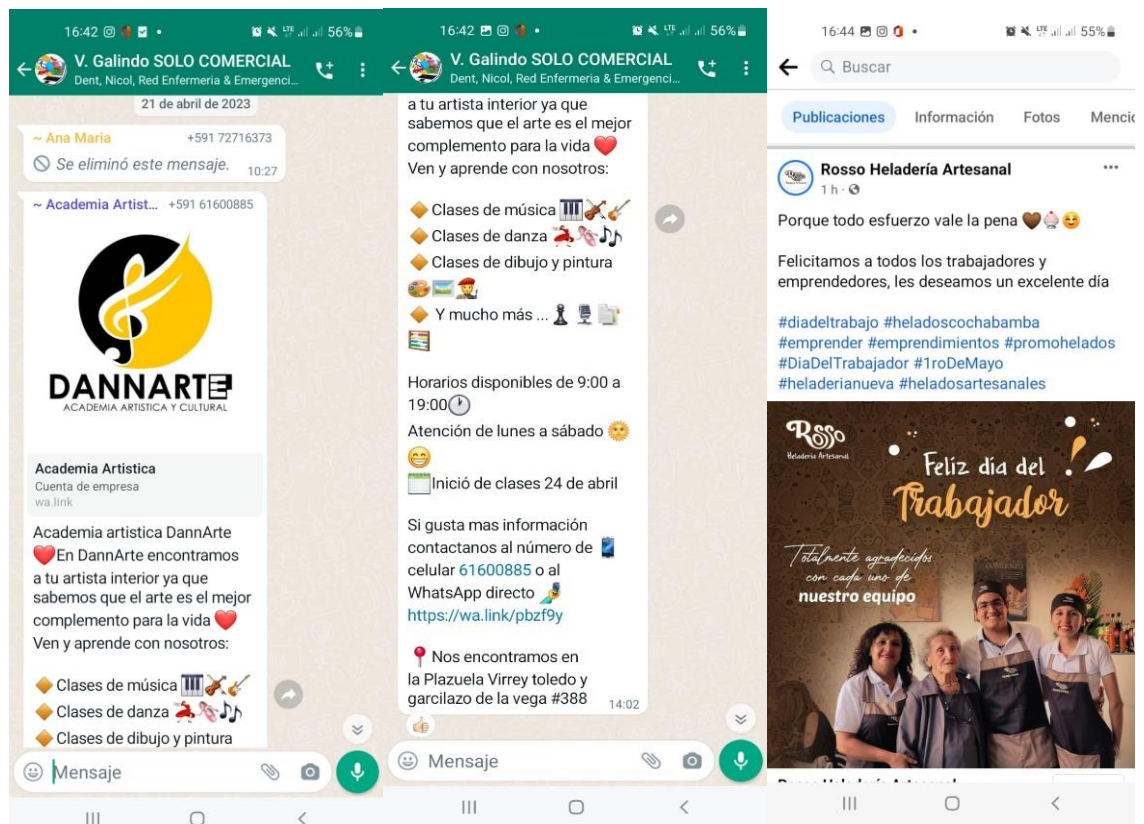 16:42
LTE
56%
V. Galindo SOLO COMERCIAL
Dent, Nicol, Red Enfermeria & Emergenci...
21 de abril de 2023
~ Ana Maria +591 72716373
Se eliminó este mensaje. 10:27
~ Academia Artist... +591 61600885
DANNARTE
ACADEMIA ARTISTICA Y CULTURAL
Academia Artistica
Cuenta de empresa
wa.link
Academia artistica DannArte
❤️En DannArte encontramos
a tu artista interior ya que
sabemos que el arte es el mejor
complemento para la vida ❤️
Ven y aprende con nosotros:
🔸Clases de música 🎹🎻🎸
🔸Clases de danza 💃🩰🎶
🔸Clases de dibujo y pintura
Mensaje
16:42
LTE
56%
V. Galindo SOLO COMERCIAL
Dent, Nicol, Red Enfermeria & Emergenci...
a tu artista interior ya que
sabemos que el arte es el mejor
complemento para la vida ❤️
Ven y aprende con nosotros:
🔸Clases de música 🎹🎻🎸
🔸Clases de danza 💃🩰🎶
🔸Clases de dibujo y pintura
🎨🖼️🧑‍🎨
🔸 Y mucho más ...♟️🎙️📑
🧮
Horarios disponibles de 9:00 a
19:00🕐
Atención de lunes a sábado 🌞
😁
🗓️Inició de clases 24 de abril
Si gusta mas información
contactanos al número de 📱
celular 61600885 o al
WhatsApp directo 🤳
https://wa.link/pbzf9y
📍 Nos encontramos en
la Plazuela Virrey toledo y
garcilazo de la vega #388 14:02
👍🏻
Mensaje
16:44
LTE
55%
Buscar
Publicaciones Información Fotos Mencio
Rosso Heladería Artesanal
1 h
Porque todo esfuerzo vale la pena 🤎🧁😊
Felicitamos a todos los trabajadores y
emprendedores, les deseamos un excelente día
#diadeltrabajo #heladoscochabamba
#emprender #emprendimientos #promohelados
#DiaDelTrabajador #1roDeMayo
#heladerianueva #heladosartesanales
Rosso
Heladería Artesanal
Feliz día del
Trabajador
Totalmente agradecidos
con cada uno de
nuestro equipo